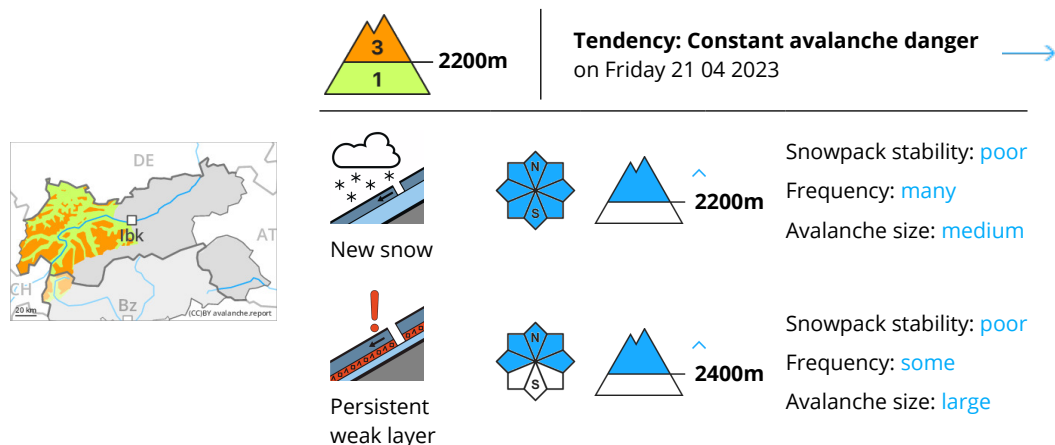 3
1
2200m
Tendency: Constant avalanche danger
on Friday 21 04 2023
DE
Ibk
AT
CH
Bz
20 km
(CC)BY avalanche.report
New snow
N
S
2200m
Snowpack stability: poor
Frequency: many
Avalanche size: medium
Persistent
weak layer
N
S
2400m
Snowpack stability: poor
Frequency: some
Avalanche size: large